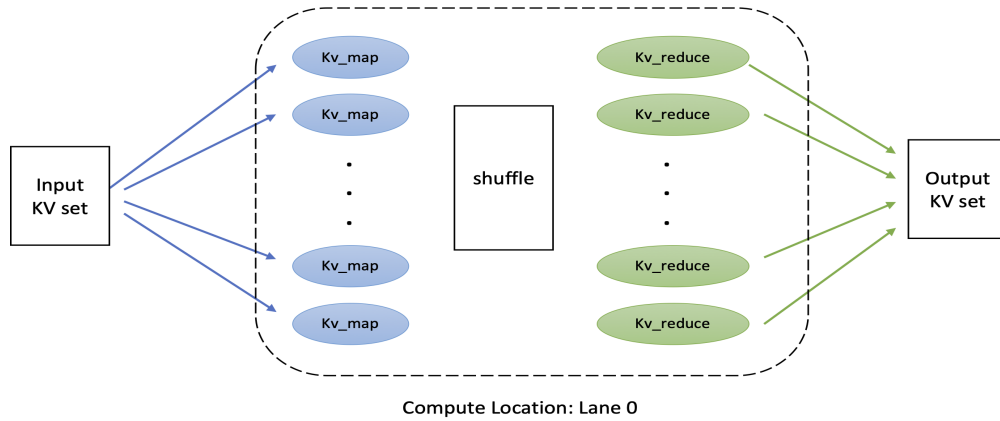 Input
KV set
Kv_map
Kv_map
Kv_map
Kv_map
shuffle
Kv_reduce
Kv_reduce
Kv_reduce
Kv_reduce
Output
KV set
Compute Location: Lane 0